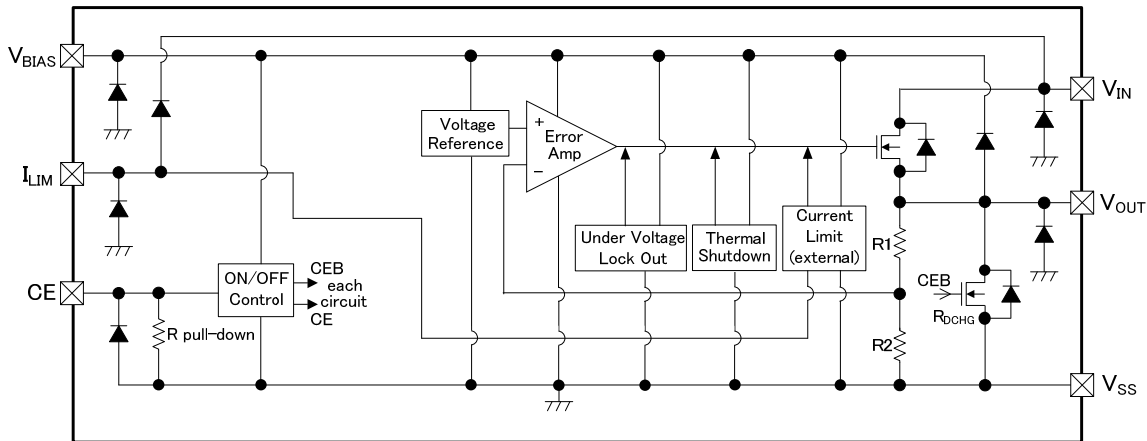 VBIAS
VIN
Voltage
Reference
+
Error
Amp
−
ILIM
VOUT
Under Voltage
Lock Out
Thermal
Shutdown
Current
Limit
(external)
R1
CE
ON/OFF
Control
CEB
each
circuit
CE
CEB
RDCHG
R pull-down
R2
VSS